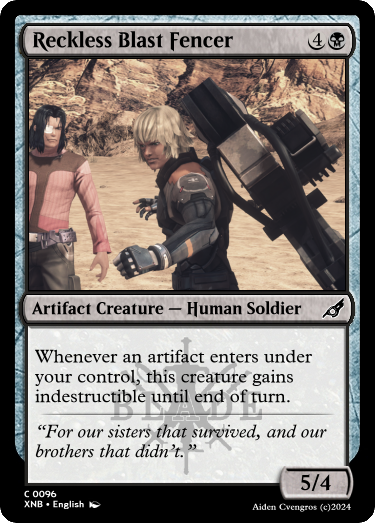 Reckless Blast Fencer 4
Artifact Creature — Human Soldier
Whenever an artifact enters under
your control, this creature gains
indestructible until end of turn.
BLADE
“For our sisters that survived, and our
brothers that didn’t.”
5/4
C 0096
XNB • English
Aiden Cvengros (c)2024